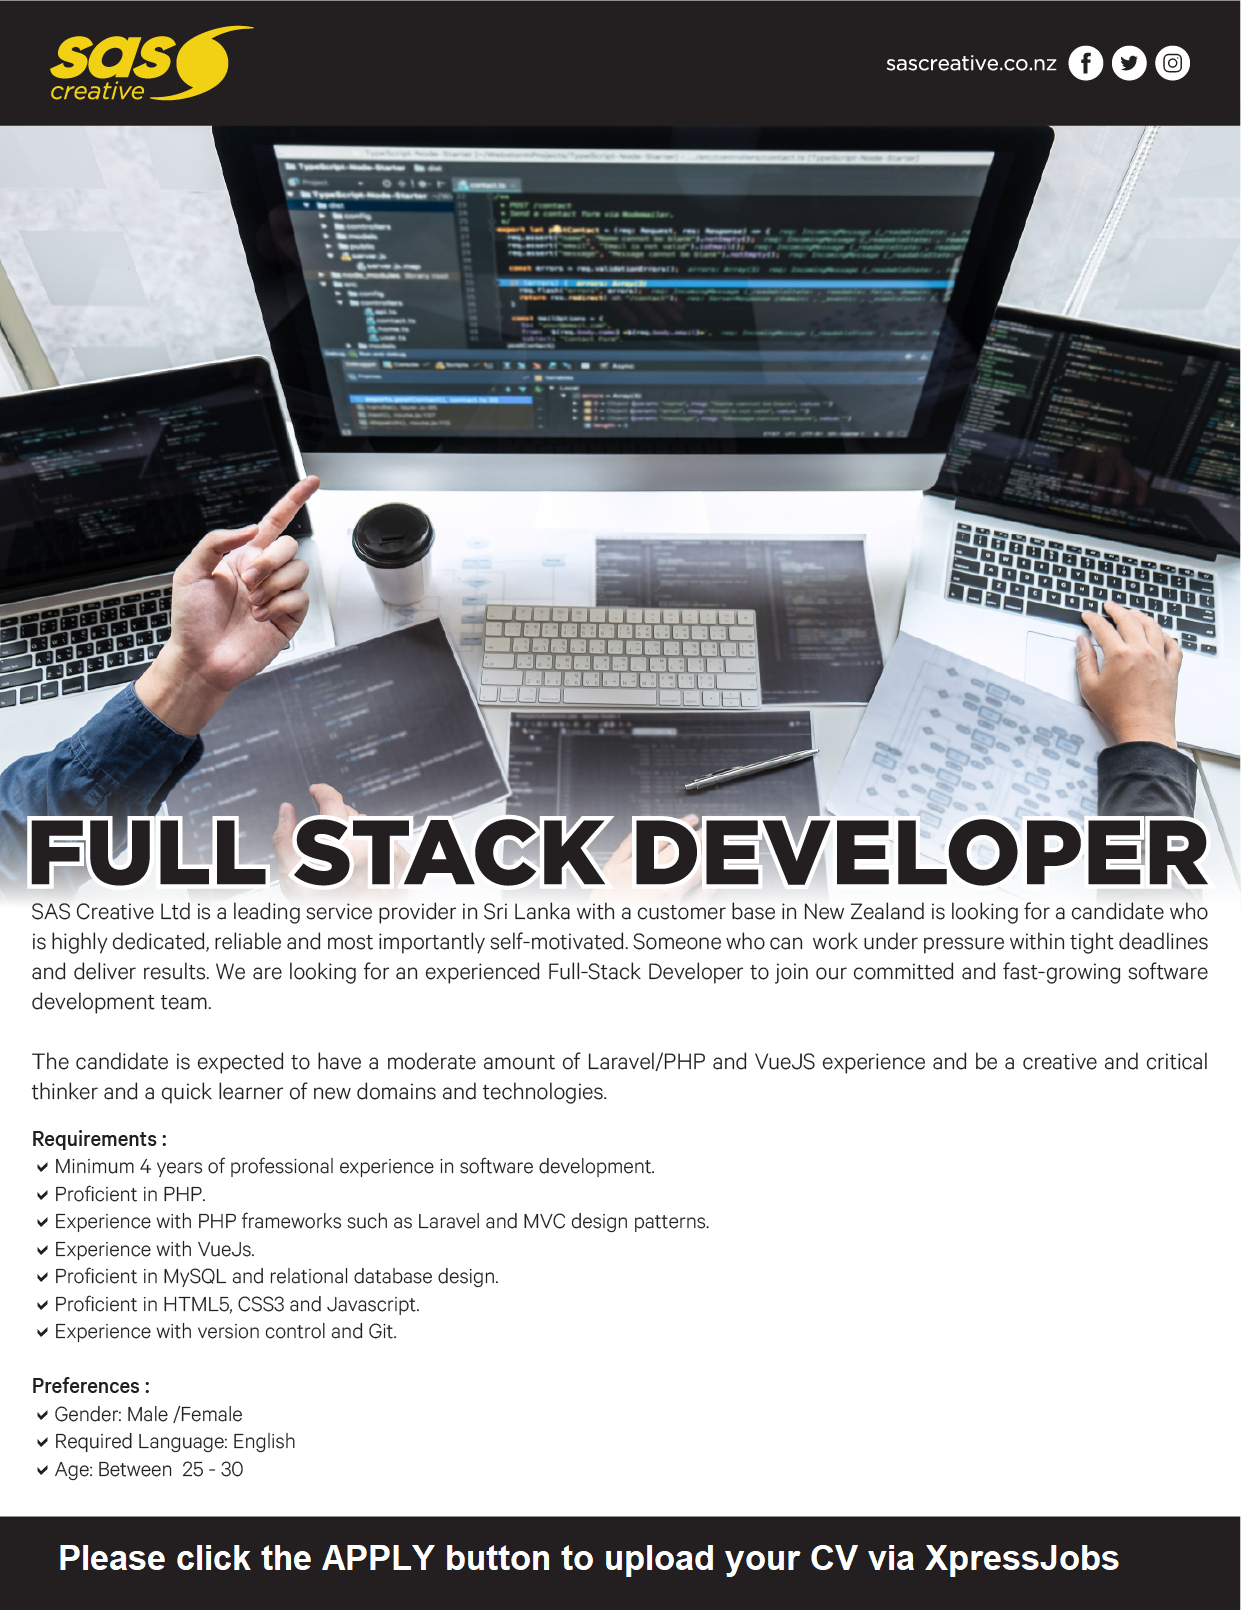 sas
creative
sascreative.co.nz
FULL STACK DEVELOPER
SAS Creative Ltd is a leading service provider in Sri Lanka with a customer base in New Zealand is looking for a candidate who
is highly dedicated, reliable and most importantly self-motivated. Someone who can  work under pressure within tight deadlines
and deliver results. We are looking for an experienced Full-Stack Developer to join our committed and fast-growing software
development team.
The candidate is expected to have a moderate amount of Laravel/PHP and VueJS experience and be a creative and critical
thinker and a quick learner of new domains and technologies.
Requirements :
Minimum 4 years of professional experience in software development.
Proficient in PHP.
Experience with PHP frameworks such as Laravel and MVC design patterns.
Experience with VueJs.
Proficient in MySQL and relational database design.
Proficient in HTML5, CSS3 and Javascript.
Experience with version control and Git.
Preferences :
Gender: Male /Female
Required Language: English
Age: Between  25 - 30
Please click the APPLY button to upload your CV via XpressJobs